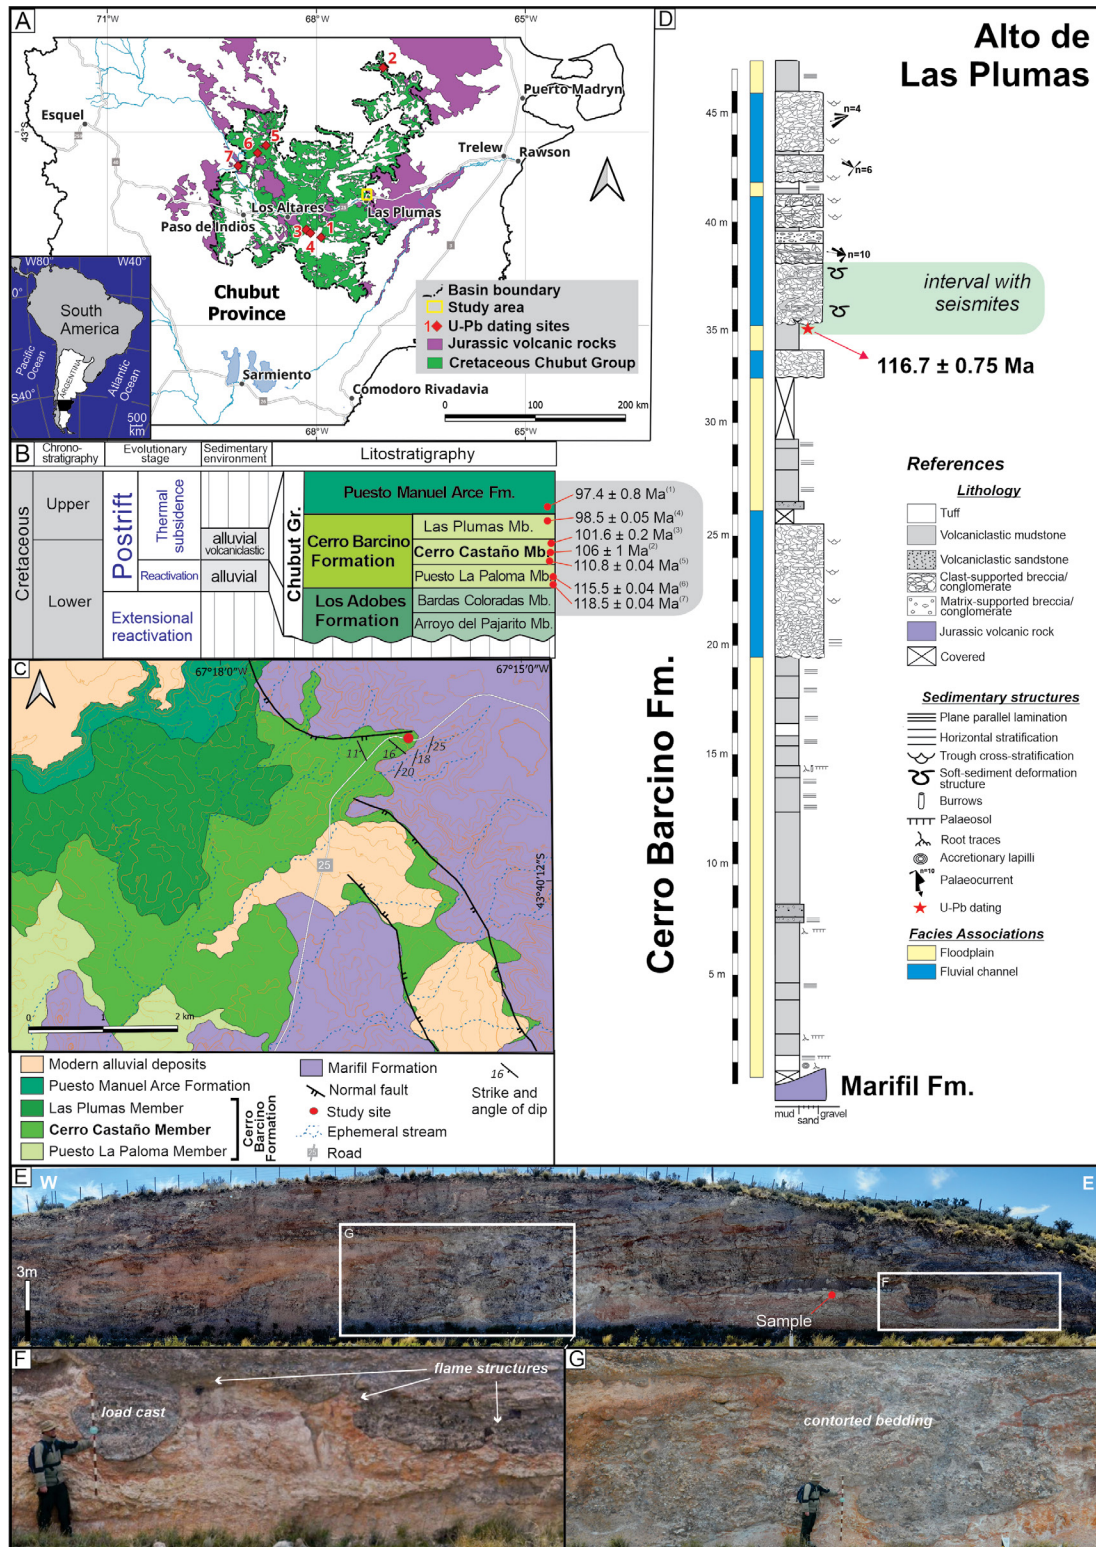 A
71°W
68°W
65°W
2
Puerto Madryn
Esquel
43°S
5
6
7
Trelew
Rawson
Los Altares
Las Plumas
Paso de Indios
3
1
4
W80°
W40°
0°
South
America
Pacific
Ocean
ARGENTINA
Atlantic
Ocean
S40°
500
km
Chubut
Province
Basin boundary
Study area
1 U-Pb dating sites
Jurassic volcanic rocks
Cretaceous Chubut Group
Sarmiento
Comodoro Rivadavia
0 100 200 km
68°W
65°W
B
Chrono-
stratigraphy
Evolutionary
stage
Sedimentary
environment
Litostratigraphy
Cretaceous
Upper
Lower
Postrift
Thermal
subsidence
Reactivation
Extensional
reactivation
alluvial
volcaniclastic
alluvial
Chubut Gr.
Puesto Manuel Arce Fm.
Cerro Barcino
Formation
Las Plumas Mb.
Cerro Castaño Mb
Puesto La Paloma Mb
Los Adobes
Formation
Bardas Coloradas Mb.
Arroyo del Pajarito Mb.
97.4 ± 0.8 Ma(1)
98.5 ± 0.05 Ma(4)
101.6 ± 0.2 Ma(3)
106 ± 1 Ma(2)
110.8 ± 0.04 Ma(5)
115.5 ± 0.04 Ma(6)
118.5 ± 0.04 Ma(7)
C
67°18'0"W
67°15'0"W
11
16
25
18
20
25
43°40'12"S
0 1 2 km
Modern alluvial deposits
Puesto Manuel Arce Formation
Las Plumas Member
Cerro Castaño Member
Puesto La Paloma Member
Cerro
Barcino
Formation
Marifil Formation
Normal fault
Study site
Ephemeral stream
25 Road
16
Strike and
angle of dip
D
Alto de
Las Plumas
45 m
40 m
35 m
30 m
25 m
20 m
15 m
10 m
5 m
n=4
n=6
n=10
interval with
seismites
116.7 ± 0.75 Ma
Cerro Barcino Fm.
Marifil Fm.
mud
sand
gravel
References
Lithology
Tuff
Volcaniclastic mudstone
Volcaniclastic sandstone
Clast-supported breccia/
conglomerate
Matrix-supported breccia/
conglomerate
Jurassic volcanic rock
Covered
Sedimentary structures
Plane parallel lamination
Horizontal stratification
Trough cross-stratification
Soft-sediment deformation
structure
Burrows
Palaeosol
Root traces
Accretionary lapilli
n=10
Palaeocurrent
U-Pb dating
Facies Associations
Floodplain
Fluvial channel
E
W
E
G
F
3m
Sample
F
flame structures
load cast
G
contorted bedding